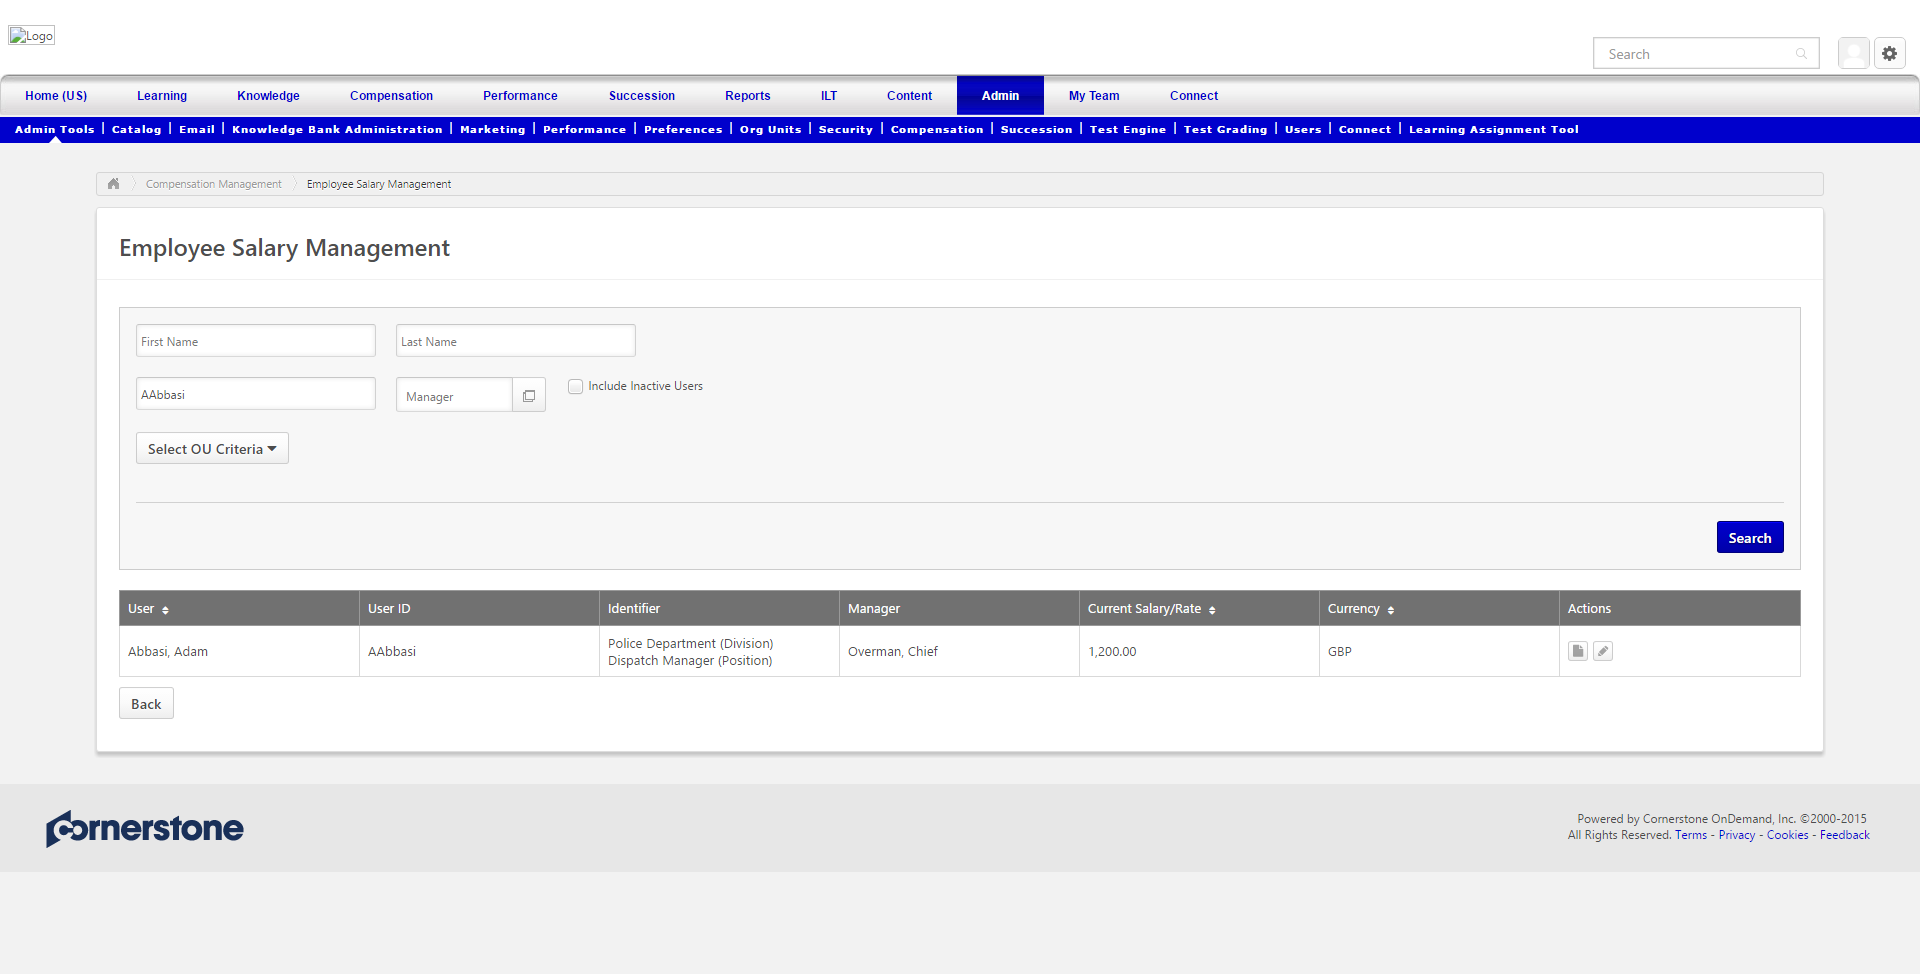 Logo
Search
Home (US) Learning Knowledge Compensation Performance Succession Reports ILT Content Admin My Team Connect
Admin Tools | Catalog | Email | Knowledge Bank Administration | Marketing | Performance | Preferences | Org Units | Security | Compensation | Succession | Test Engine | Test Grading | Users | Connect | Learning Assignment Tool
Compensation Management Employee Salary Management
Employee Salary Management
First Name Last Name
AAbbasi Manager Include Inactive Users
Select OU Criteria
Search
User User ID Identifier Manager Current Salary/Rate Currency Actions
Abbasi, Adam AAbbasi Police Department (Division) Overman, Chief 1,200.00 GBP
Dispatch Manager (Position)
Back
Cornerstone
Powered by Cornerstone OnDemand, Inc. ©2000-2015
All Rights Reserved. Terms - Privacy - Cookies - Feedback